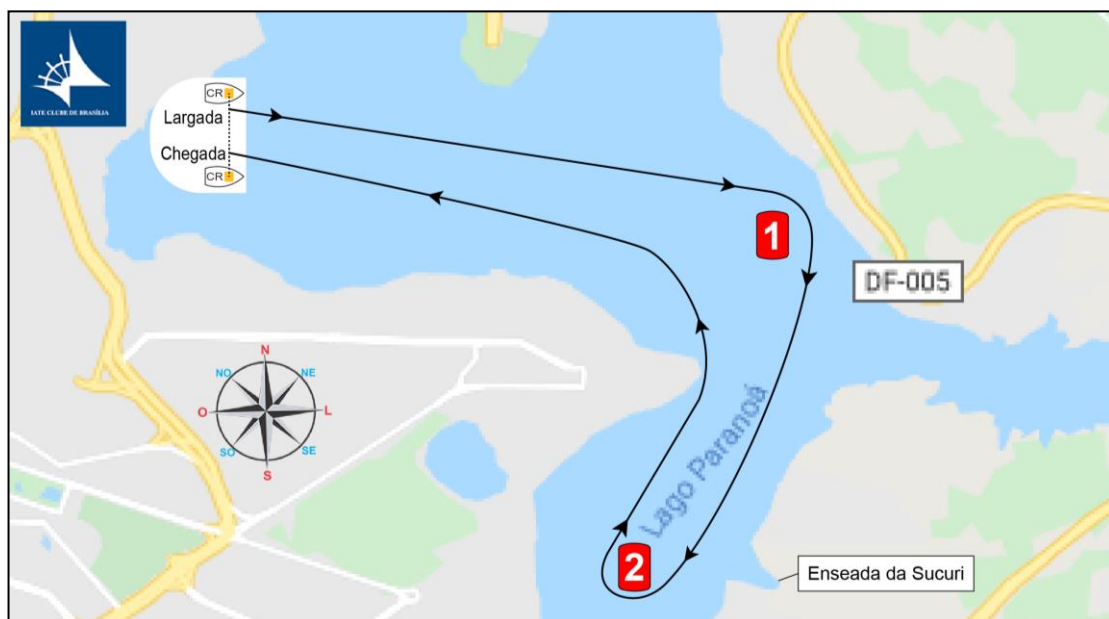 IATE CLUBE DE BRASÍLIA
CR
Largada
Chegada
CR
1
DF-005
N
NO
NE
O
L
SO
SE
S
Lago Paranoá
2
Enseada da Sucuri